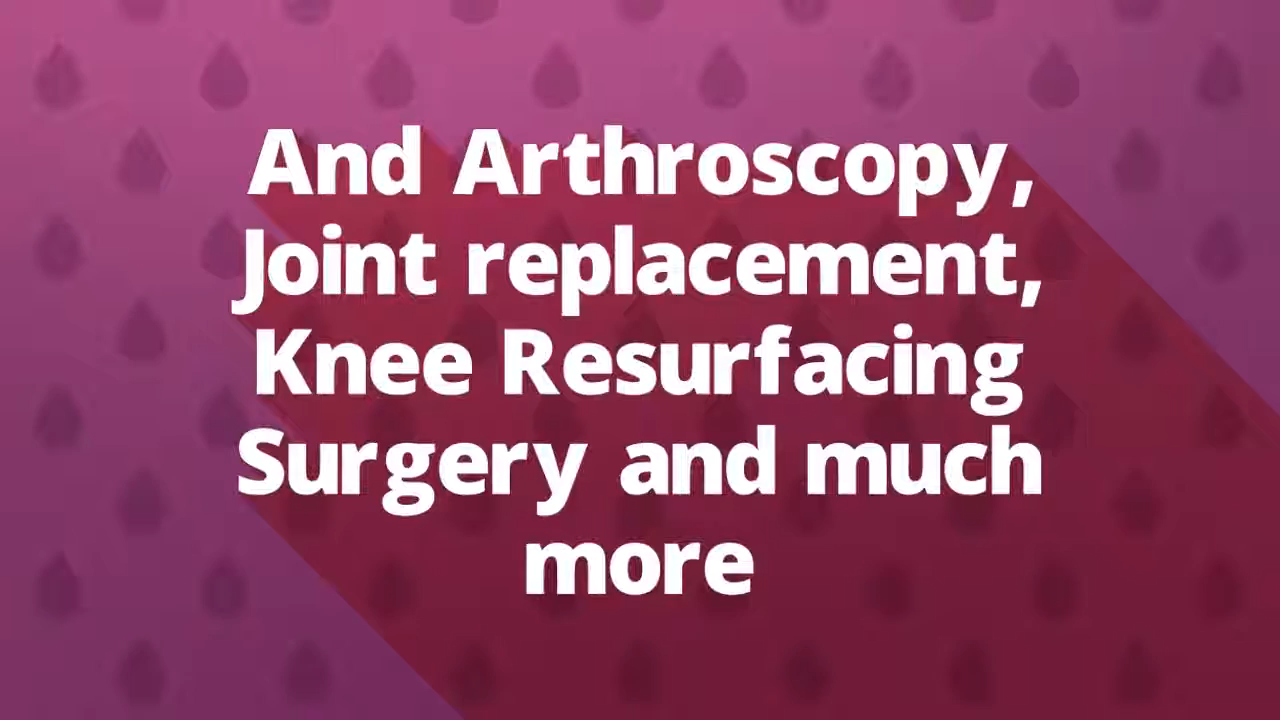 And Arthroscopy,
Joint replacement,
Knee Resurfacing
Surgery and much
more